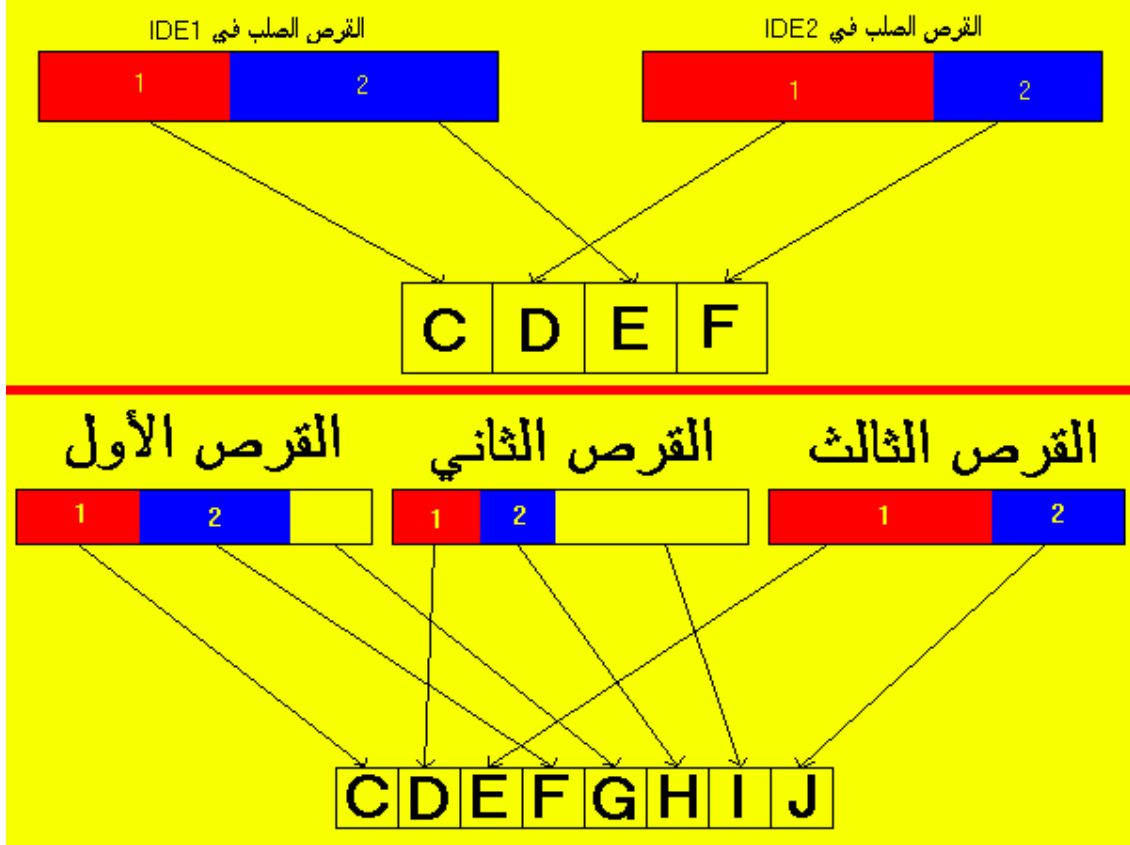 القرص الصلب في IDE1
القرص الصلب في IDE2
1 2
1 2
C D E F
القرص الأول
القرص الثاني
القرص الثالث
1 2
1 2
1 2
C D E F G H I J